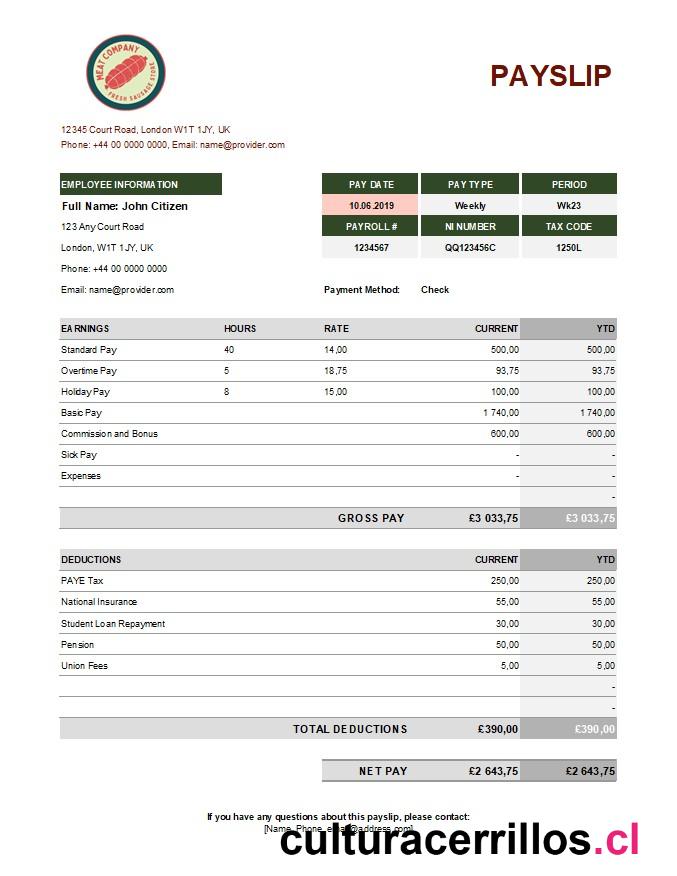 MEAT COMPANY
FRESH SAUSAGE STORE
PAYSLIP
12345 Court Road, London W1T 1JY, UK
Phone: +44 00 0000 0000, Email: name@provider.com
EMPLOYEE INFORMATION PAY DATE PAY TYPE PERIOD
Full Name: John Citizen 10.06.2019 Weekly Wk23
123 Any Court Road PAYROLL # NI NUMBER TAX CODE
London, W1T 1JY, UK 1234567 QQ123456C 1250L
Phone: +44 00 0000 0000
Email: name@provider.com Payment Method: Check
EARNINGS HOURS RATE CURRENT YTD
Standard Pay 40 14,00 500,00 500,00
Overtime Pay 5 18,75 93,75 93,75
Holiday Pay 8 15,00 100,00 100,00
Basic Pay 1 740,00 1 740,00
Commission and Bonus 600,00 600,00
Sick Pay - -
Expenses - -
-
GROSS PAY £3 033,75 £3 033,75
DEDUCTIONS CURRENT YTD
PAYE Tax 250,00 250,00
National Insurance 55,00 55,00
Student Loan Repayment 30,00 30,00
Pension 50,00 50,00
Union Fees 5,00 5,00
-
-
TOTAL DEDUCTIONS £390,00 £390,00
NET PAY £2 643,75 £2 643,75
If you have any questions about this payslip, please contact:
[Name, Phone, email@address.com]
culturacerrillos.cl